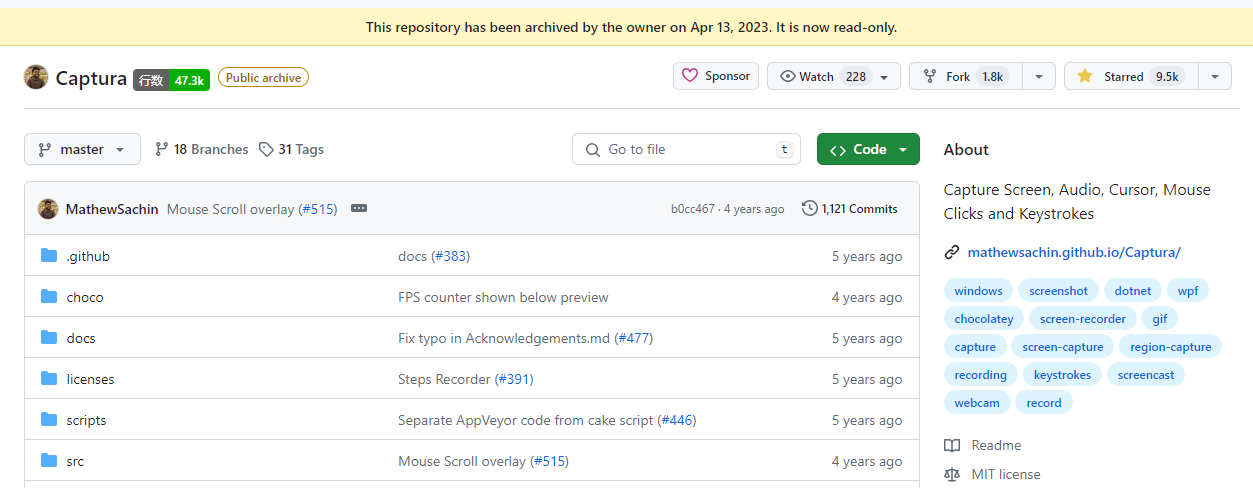 This repository has been archived by the owner on Apr 13, 2023. It is now read-only.
Captura 行数 47.3k Public archive Sponsor Watch 228 Fork 1.8k Starred 9.5k
master 18 Branches 31 Tags Go to file t Code
MathewSachin Mouse Scroll overlay (#515) b0cc467 · 4 years ago 1,121 Commits
.github docs (#383) 5 years ago
choco FPS counter shown below preview 4 years ago
docs Fix typo in Acknowledgements.md (#477) 5 years ago
licenses Steps Recorder (#391) 5 years ago
scripts Separate AppVeyor code from cake script (#446) 5 years ago
src Mouse Scroll overlay (#515) 4 years ago
About
Capture Screen, Audio, Cursor, Mouse
Clicks and Keystrokes
mathewsachin.github.io/Captura/
windows screenshot dotnet wpf
chocolatey screen-recorder gif
capture screen-capture region-capture
recording keystrokes screencast
webcam record
Readme
MIT license